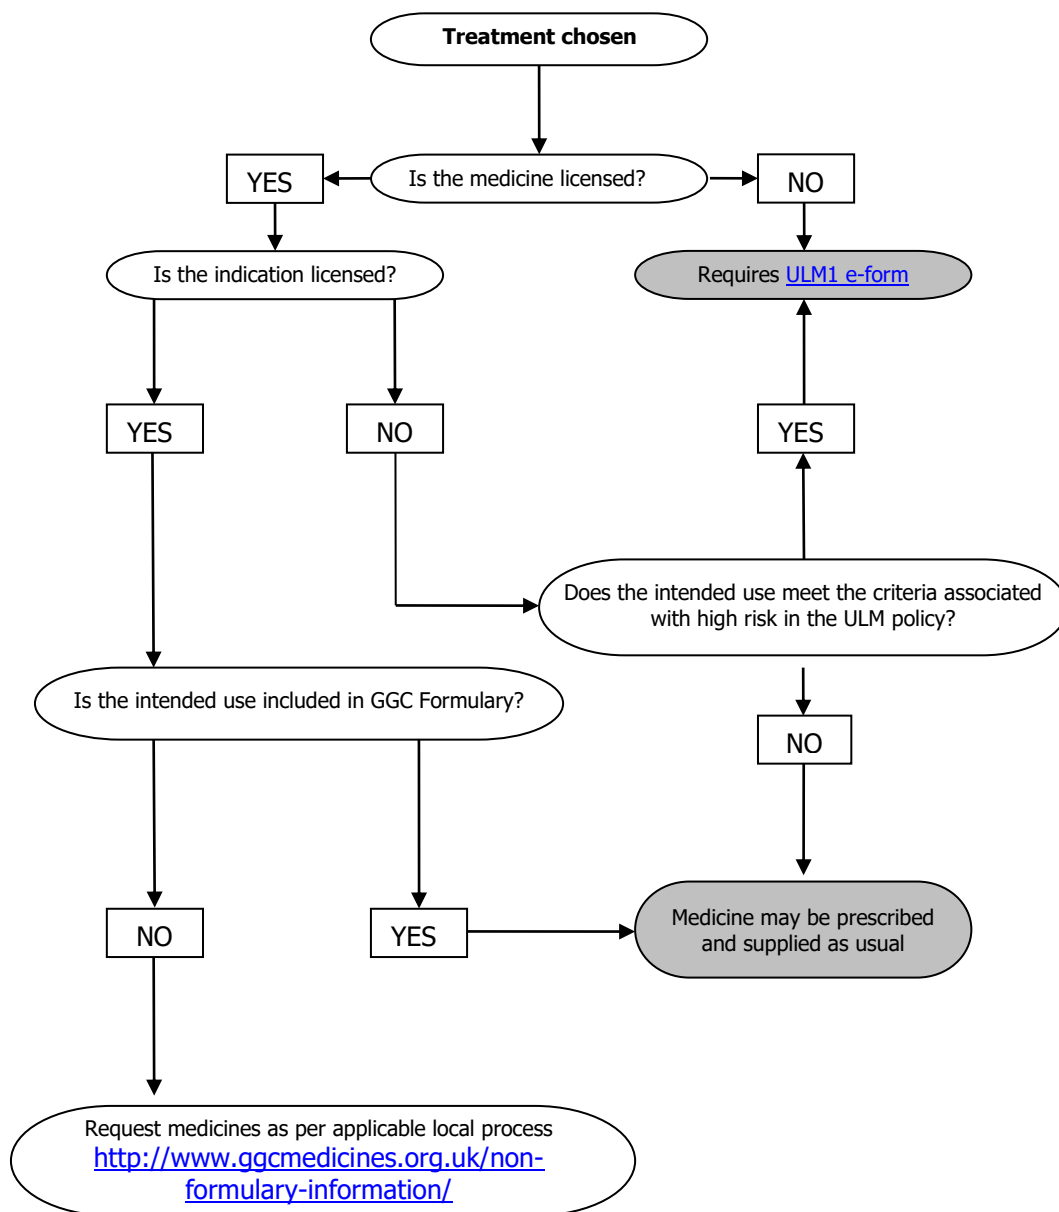 Treatment chosen
YES
Is the medicine licensed?
NO
Is the indication licensed?
Requires ULM1 e-form
YES
NO
YES
Does the intended use meet the criteria associated
with high risk in the ULM policy?
Is the intended use included in GGC Formulary?
NO
NO
YES
Medicine may be prescribed
and supplied as usual
Request medicines as per applicable local process
http://www.ggcmedicines.org.uk/non-
formulary-information/